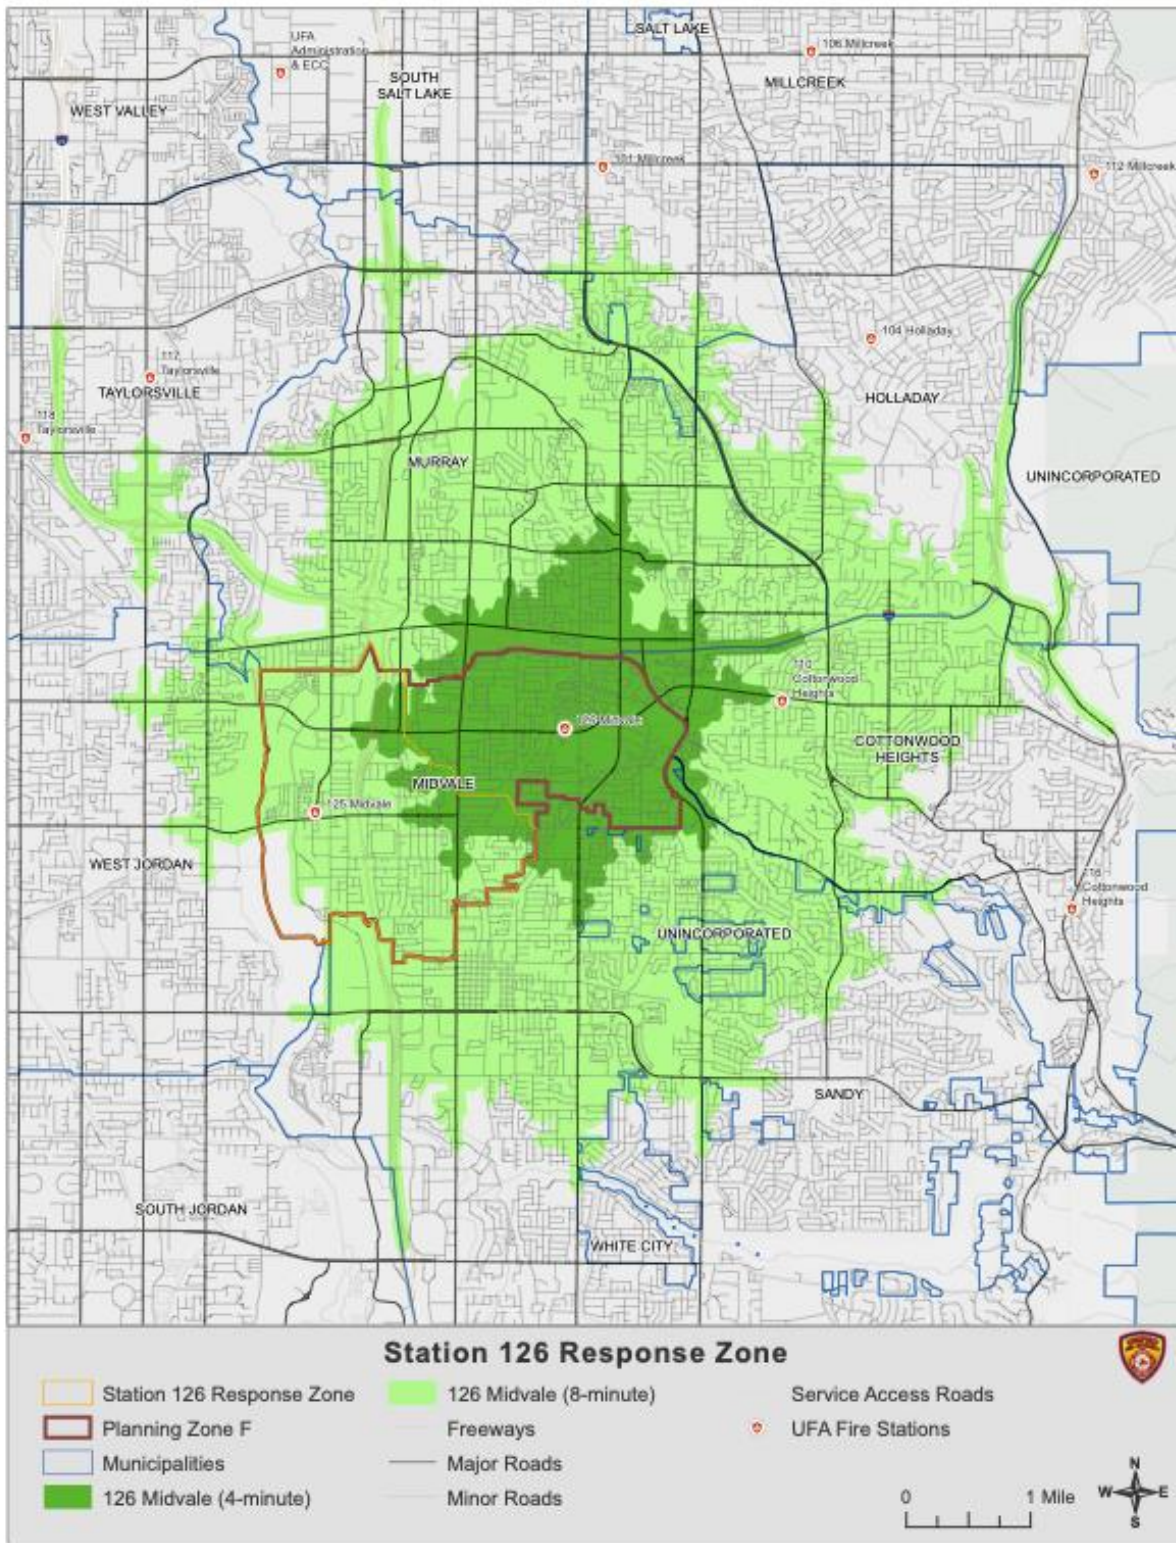 SALT LAKE
UFA
Administration
& ECC
106 Millcreek
SOUTH
SALT LAKE
MILLCREEK
WEST VALLEY
101 Millcreek
112 Millcreek
104 Holladay
117
Taylorsville
TAYLORSVILLE
HOLLADAY
118
Taylorsville
MURRAY
UNINCORPORATED
110
Cottonwood
Heights
126 Midvale
COTTONWOOD
HEIGHTS
MIDVALE
125 Midvale
WEST JORDAN
116
Cottonwood
Heights
UNINCORPORATED
SANDY
SOUTH JORDAN
WHITE CITY
Station 126 Response Zone
Station 126 Response Zone
Planning Zone F
Municipalities
126 Midvale (4-minute)
126 Midvale (8-minute)
Freeways
Major Roads
Minor Roads
Service Access Roads
UFA Fire Stations
0 1 Mile
N
W E
S